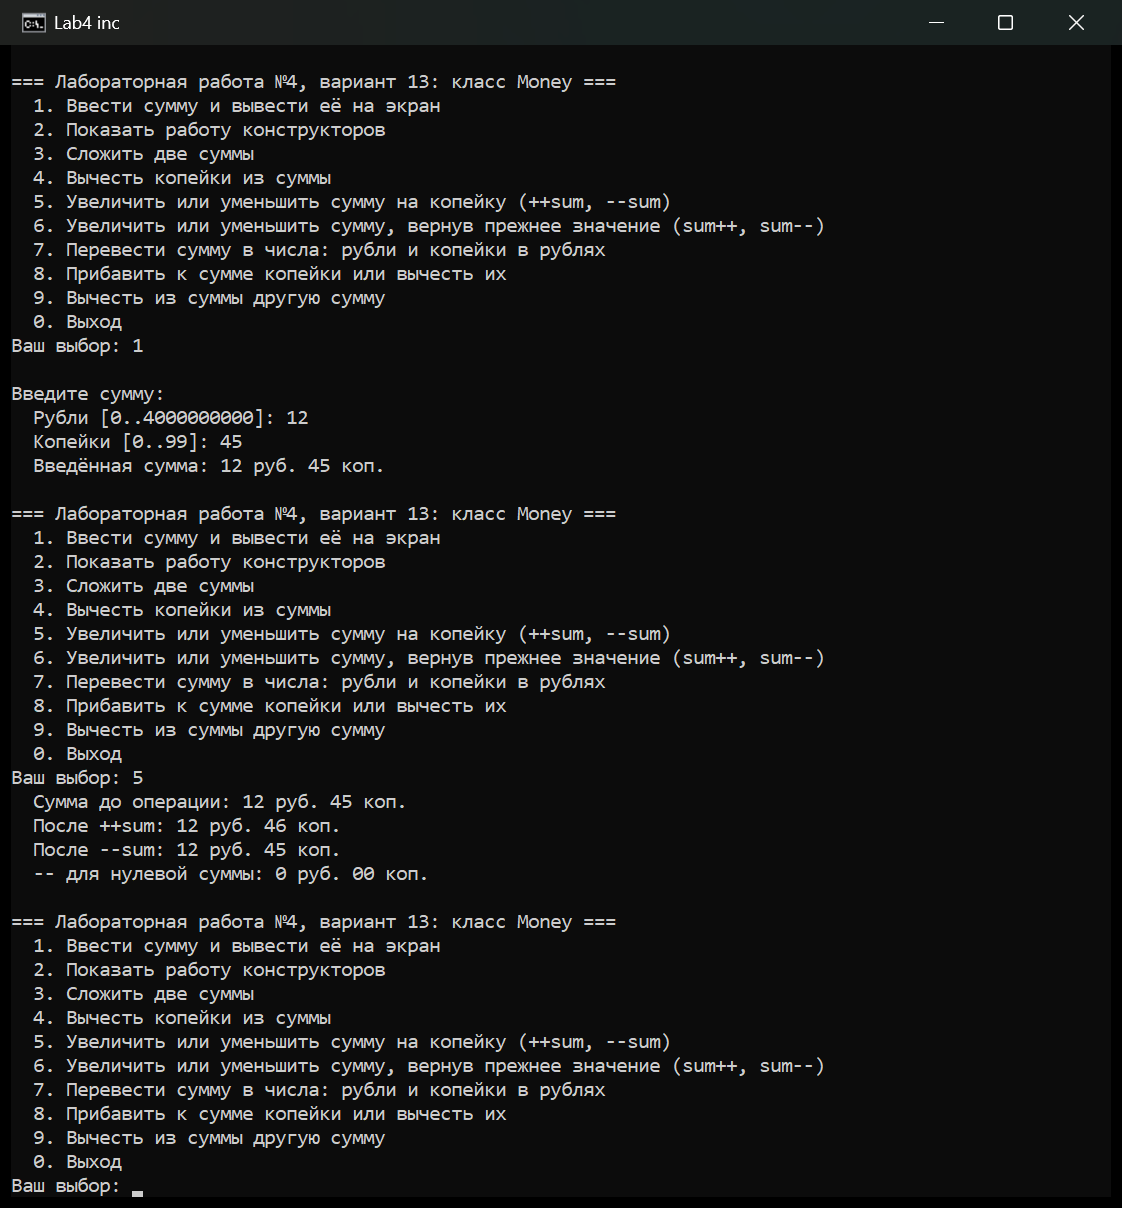 Lab4 inc
=== Лабораторная работа №4, вариант 13: класс Money ===
1. Ввести сумму и вывести её на экран
2. Показать работу конструкторов
3. Сложить две суммы
4. Вычесть копейки из суммы
5. Увеличить или уменьшить сумму на копейку (++sum, --sum)
6. Увеличить или уменьшить сумму, вернув прежнее значение (sum++, sum--)
7. Перевести сумму в числа: рубли и копейки в рублях
8. Прибавить к сумме копейки или вычесть их
9. Вычесть из суммы другую сумму
0. Выход
Ваш выбор: 1
Введите сумму:
Рубли [0..4000000000]: 12
Копейки [0..99]: 45
Введённая сумма: 12 руб. 45 коп.
=== Лабораторная работа №4, вариант 13: класс Money ===
1. Ввести сумму и вывести её на экран
2. Показать работу конструкторов
3. Сложить две суммы
4. Вычесть копейки из суммы
5. Увеличить или уменьшить сумму на копейку (++sum, --sum)
6. Увеличить или уменьшить сумму, вернув прежнее значение (sum++, sum--)
7. Перевести сумму в числа: рубли и копейки в рублях
8. Прибавить к сумме копейки или вычесть их
9. Вычесть из суммы другую сумму
0. Выход
Ваш выбор: 5
Сумма до операции: 12 руб. 45 коп.
После ++sum: 12 руб. 46 коп.
После --sum: 12 руб. 45 коп.
-- для нулевой суммы: 0 руб. 00 коп.
=== Лабораторная работа №4, вариант 13: класс Money ===
1. Ввести сумму и вывести её на экран
2. Показать работу конструкторов
3. Сложить две суммы
4. Вычесть копейки из суммы
5. Увеличить или уменьшить сумму на копейку (++sum, --sum)
6. Увеличить или уменьшить сумму, вернув прежнее значение (sum++, sum--)
7. Перевести сумму в числа: рубли и копейки в рублях
8. Прибавить к сумме копейки или вычесть их
9. Вычесть из суммы другую сумму
0. Выход
Ваш выбор: